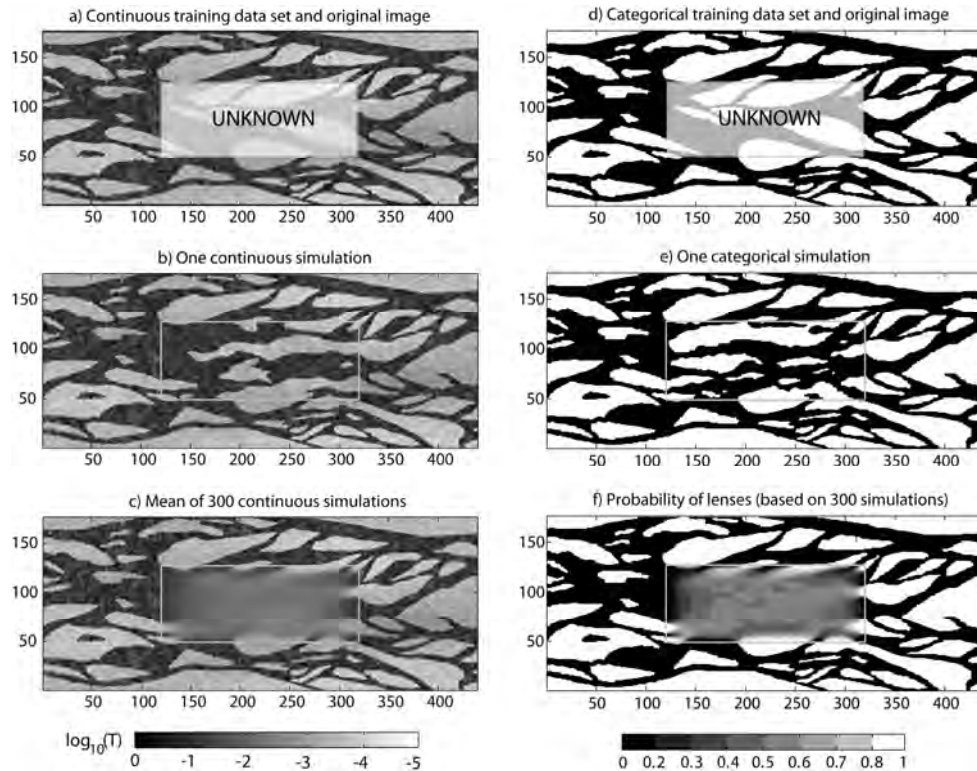 a) Continuous training data set and original image
150
100
50
UNKNOWN
50 100 150 200 250 300 350 400
b) One continuous simulation
150
100
50
50 100 150 200 250 300 350 400
c) Mean of 300 continuous simulations
150
100
50
50 100 150 200 250 300 350 400
log10(T)
0 -1 -2 -3 -4 -5
d) Categorical training data set and original image
150
100
50
UNKNOWN
50 100 150 200 250 300 350 400
e) One categorical simulation
150
100
50
50 100 150 200 250 300 350 400
f) Probability of lenses (based on 300 simulations)
150
100
50
50 100 150 200 250 300 350 400
0 0.2 0.3 0.4 0.5 0.6 0.7 0.8 1